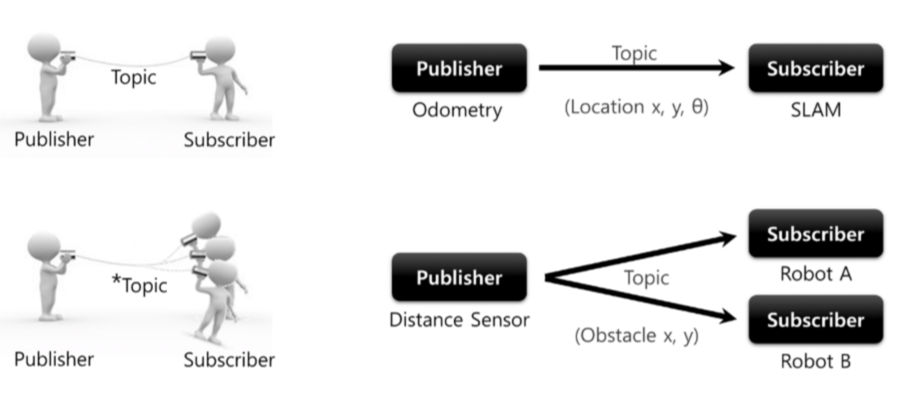 Topic
Publisher
Subscriber
Publisher
Topic
Subscriber
Odometry
(Location x, y, θ)
SLAM
*Topic
Publisher
Subscriber
Publisher
Distance Sensor
Topic
(Obstacle x, y)
Subscriber
Robot A
Subscriber
Robot B